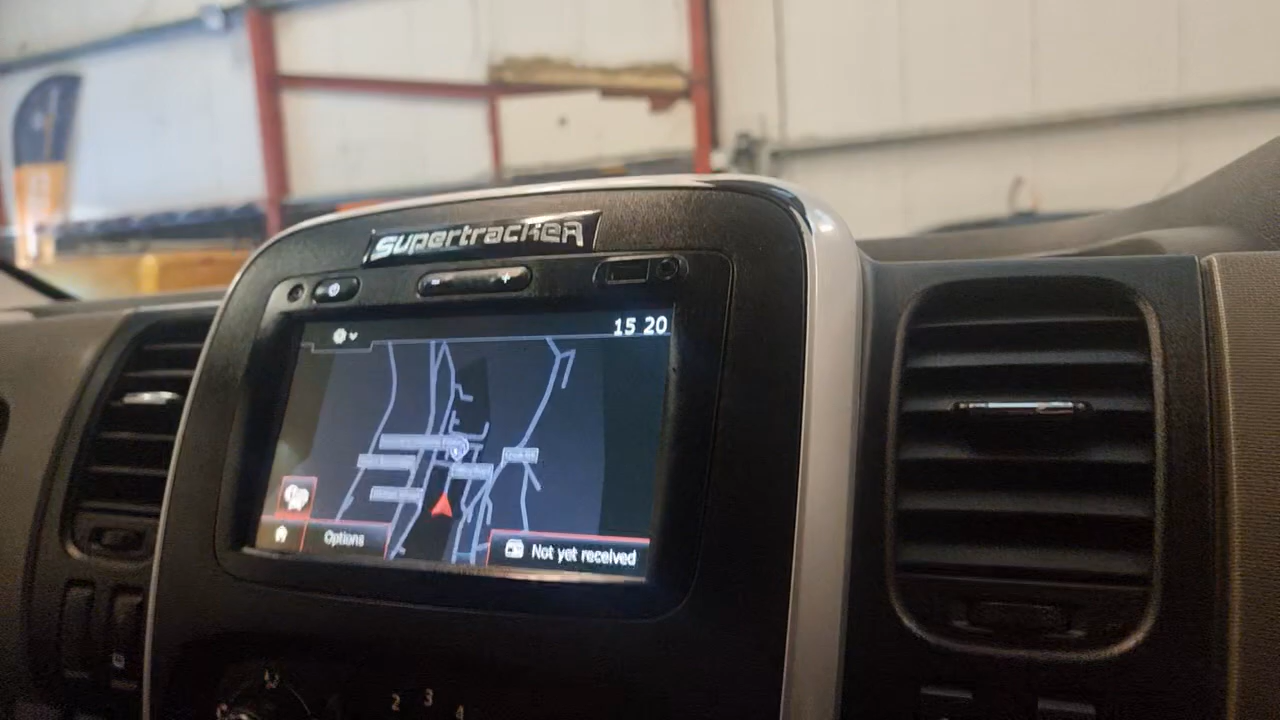 Supertracker
15 20
Options
Not yet received
2 3 4